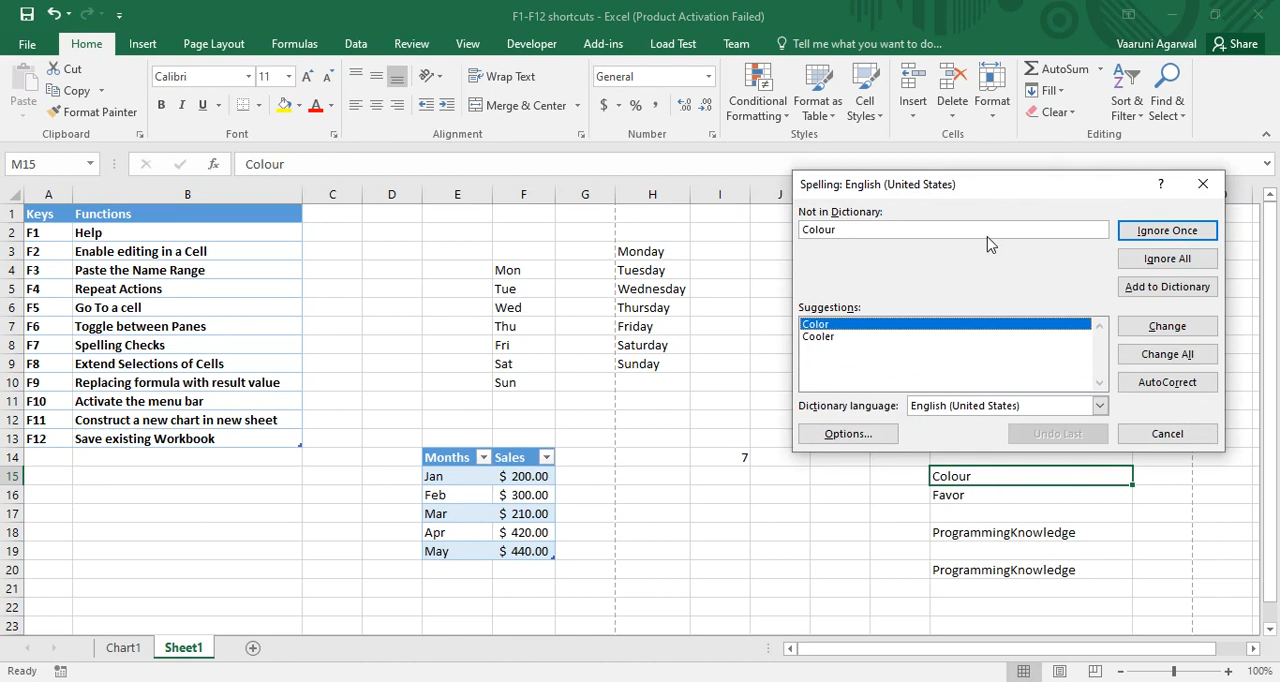 F1-F12 shortcuts - Excel (Product Activation Failed)
File Home Insert Page Layout Formulas Data Review View Developer Add-ins Load Test Team Tell me what you want to do... Vaaruni Agarwal Share
Paste Cut Copy Format Painter
Calibri 11 Wrap Text Merge & Center General
Conditional Formatting Format as Table Cell Styles
Insert Delete Format
AutoSum Fill Clear Sort & Filter Find & Select
Clipboard Font Alignment Number Styles Cells Editing
M15 fx Colour
A B C D E F G H I J
1 Keys Functions
2 F1 Help
3 F2 Enable editing in a Cell Monday
4 F3 Paste the Name Range Mon Tuesday
5 F4 Repeat Actions Tue Wednesday
6 F5 Go To a cell Wed Thursday
7 F6 Toggle between Panes Thu Friday
8 F7 Spelling Checks Fri Saturday
9 F8 Extend Selections of Cells Sat Sunday
10 F9 Replacing formula with result value Sun
11 F10 Activate the menu bar
12 F11 Construct a new chart in new sheet
13 F12 Save existing Workbook
14 Months Sales 7
15 Jan $ 200.00 Colour
16 Feb $ 300.00 Favor
17 Mar $ 210.00
18 Apr $ 420.00 ProgrammingKnowledge
19 May $ 440.00
20 ProgrammingKnowledge
21
22
23
Spelling: English (United States) ?
Not in Dictionary:
Colour Ignore Once
Ignore All
Add to Dictionary
Suggestions:
Color Change
Cooler
Change All
AutoCorrect
Dictionary language: English (United States)
Options... Undo Last Cancel
Chart1 Sheet1
Ready 100%